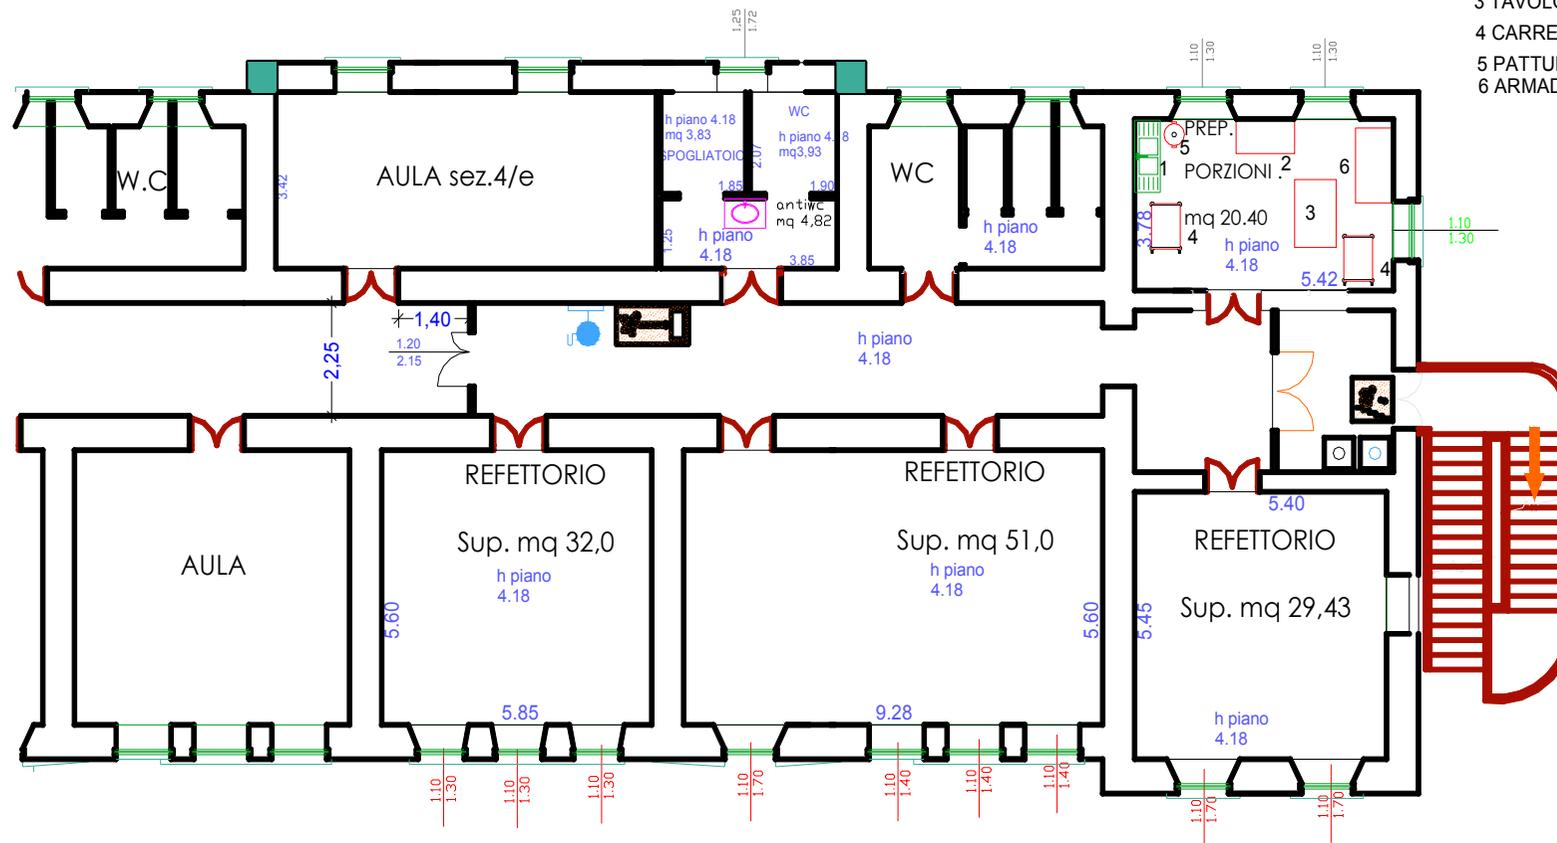 4 CARRE
5 PATTU
6 ARMAD
1,25
1.72
1.10
1.30
1.10
1.30
W.C
AULA sez.4/e
3.42
h piano 4.18
mq 3,83
SPOGLIATOIO
2.07
WC
h piano 4.18
mq3,93
1.85
1.90
antiwc
mq 4,82
1.25
h piano
4.18
3.85
WC
h piano
4.18
PREP.
PORZIONI .
mq 20.40
h piano
4.18
3.78
5.42
1
5
2
6
3
4
4
1.10
1.30
1,40
2,25
1.20
2.15
h piano
4.18
AULA
REFETTORIO
Sup. mq 32,0
h piano
4.18
5.60
5.85
REFETTORIO
Sup. mq 51,0
h piano
4.18
5.60
9.28
5.40
REFETTORIO
Sup. mq 29,43
5.45
h piano
4.18
1.10
1.30
1.10
1.30
1.10
1.30
1.10
1.70
1.10
1.40
1.10
1.40
1.10
1.40
1.10
1.70
1.10
1.70